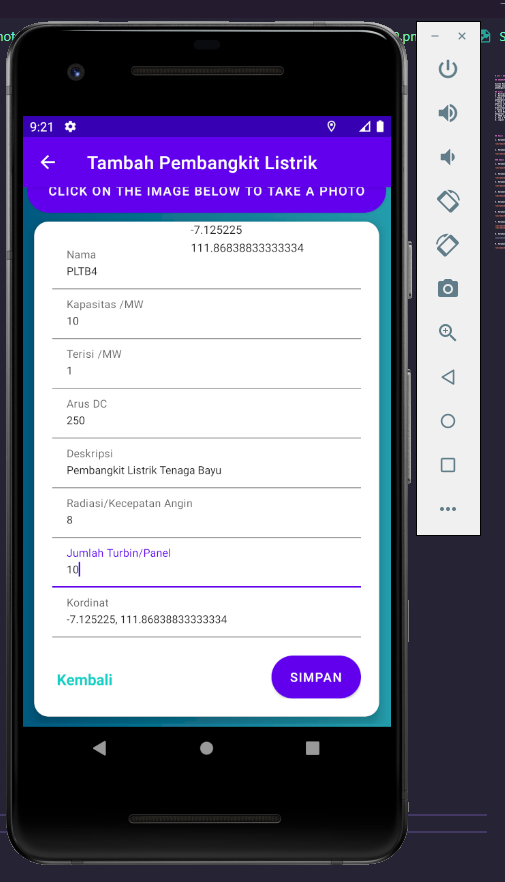 9:21
Tambah Pembangkit Listrik
CLICK ON THE IMAGE BELOW TO TAKE A PHOTO
-7.125225
111.86838833333334
Nama
PLTB4
Kapasitas /MW
10
Terisi /MW
1
Arus DC
250
Deskripsi
Pembangkit Listrik Tenaga Bayu
Radiasi/Kecepatan Angin
8
Jumlah Turbin/Panel
10
Kordinat
-7.125225, 111.86838833333334
Kembali
SIMPAN